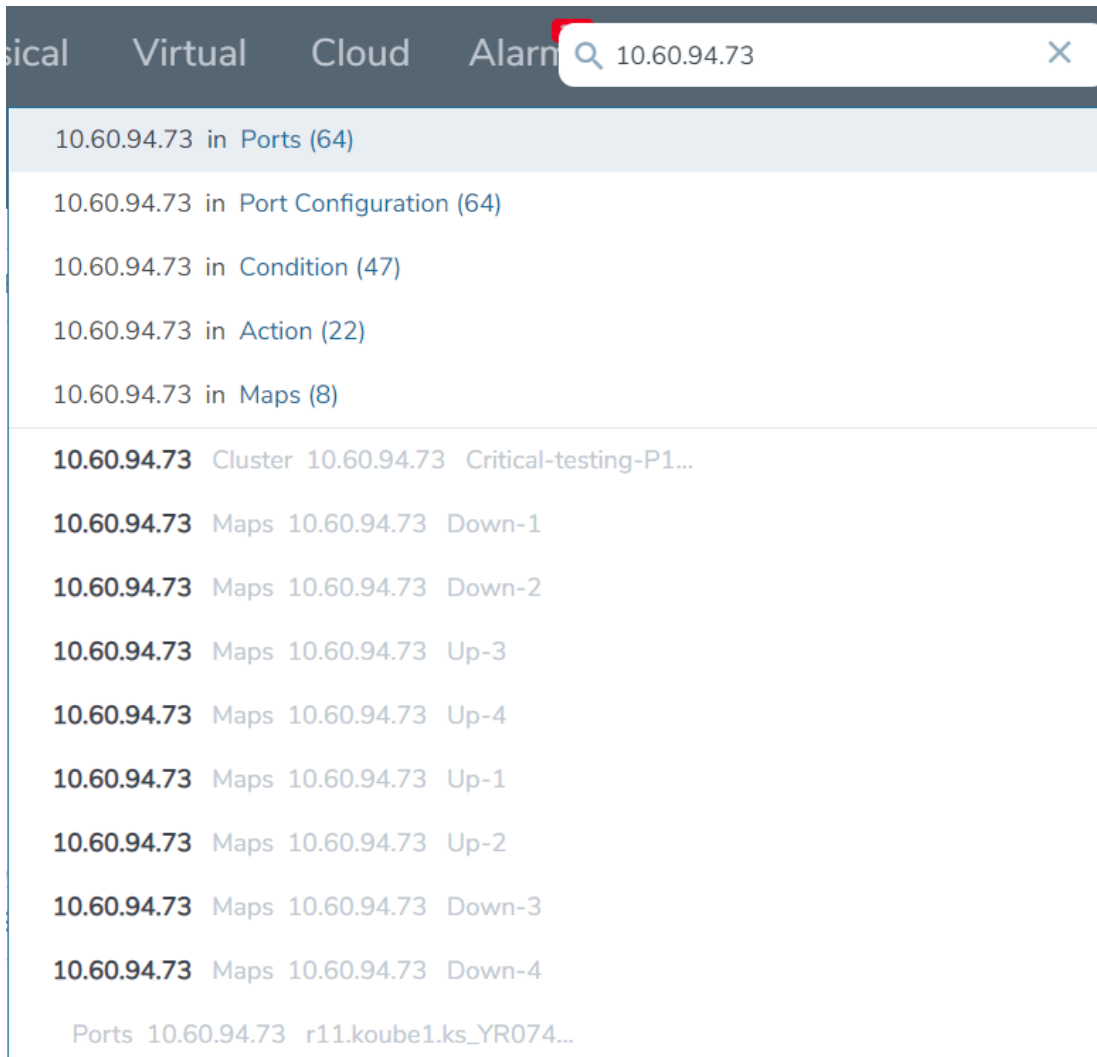 sical Virtual Cloud Alarm 10.60.94.73
10.60.94.73 in Ports (64)
10.60.94.73 in Port Configuration (64)
10.60.94.73 in Condition (47)
10.60.94.73 in Action (22)
10.60.94.73 in Maps (8)
10.60.94.73 Cluster 10.60.94.73 Critical-testing-P1...
10.60.94.73 Maps 10.60.94.73 Down-1
10.60.94.73 Maps 10.60.94.73 Down-2
10.60.94.73 Maps 10.60.94.73 Up-3
10.60.94.73 Maps 10.60.94.73 Up-4
10.60.94.73 Maps 10.60.94.73 Up-1
10.60.94.73 Maps 10.60.94.73 Up-2
10.60.94.73 Maps 10.60.94.73 Down-3
10.60.94.73 Maps 10.60.94.73 Down-4
Ports 10.60.94.73 r11.koube1.ks_YR074...